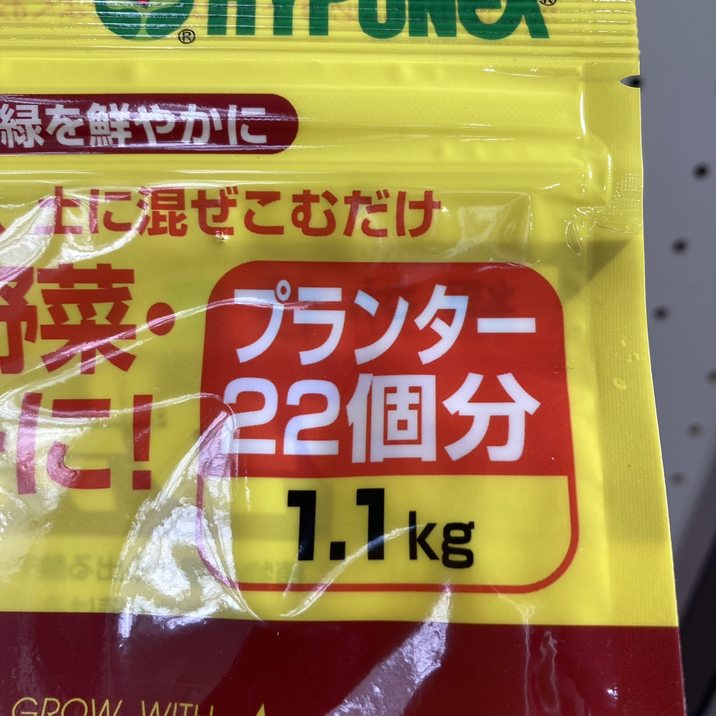 HYPONEX
緑を鮮やかに
土に混ぜこむだけ
野菜・
に!
プランター
22個分
1.1kg
GROW WITH